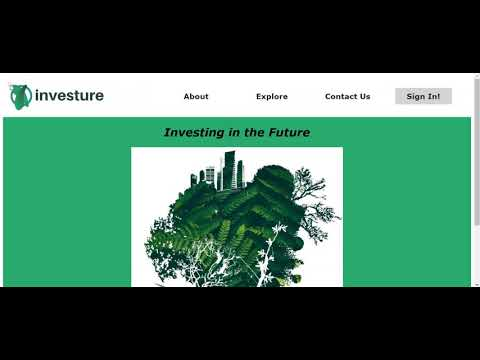 investure
About
Explore
Contact Us
Sign In!
Investing in the Future